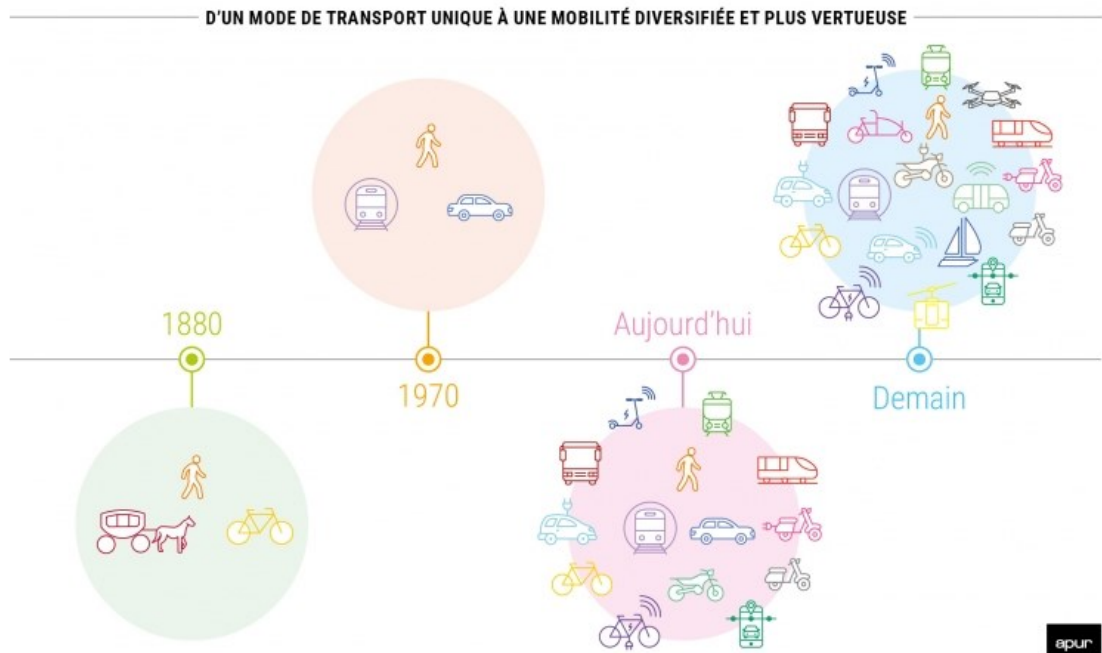 D'UN MODE DE TRANSPORT UNIQUE À UNE MOBILITÉ DIVERSIFIÉE ET PLUS VERTUEUSE
1880
1970
Aujourd'hui
Demain
apur